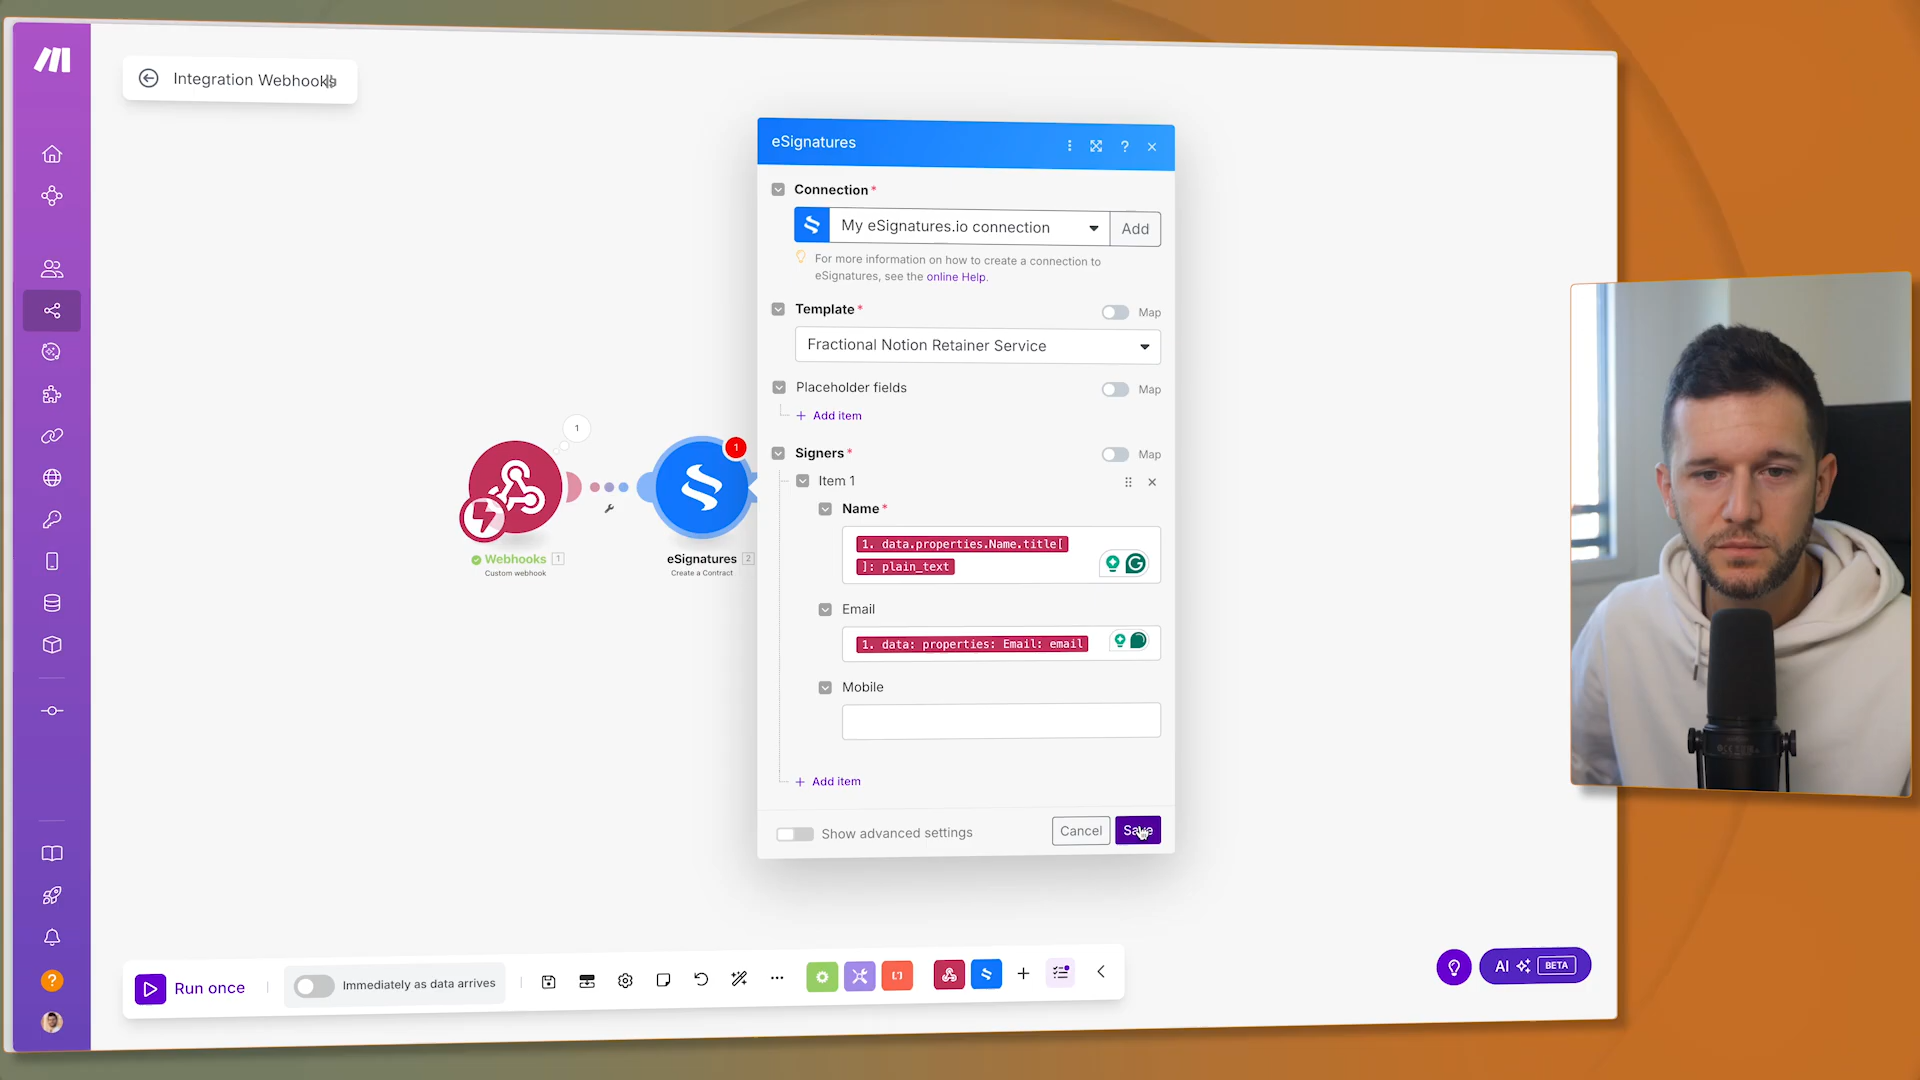 Integration Webhooks
eSignatures
?
Connection *
My eSignatures.io connection
Add
For more information on how to create a connection to
eSignatures, see the online Help.
Template *
Map
Fractional Notion Retainer Service
Placeholder fields
Map
+ Add item
Signers *
Map
Item 1
Name *
1. data.properties.Name.title[
]: plain_text
Email
1. data: properties: Email: email
Mobile
+ Add item
Show advanced settings
Cancel
Save
1
1
Webhooks 1
Custom webhook
eSignatures 2
Create a Contract
?
Run once
Immediately as data arrives
AI BETA